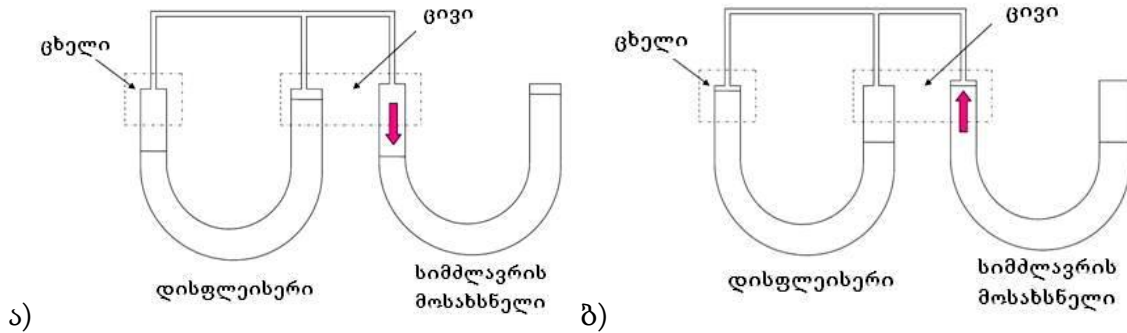 ცხელი
ცივი
დისფლეისერი
სიმძლავრის
მოსახსნელი
ა)
ცხელი
ცივი
დისფლეისერი
სიმძლავრის
მოსახსნელი
ბ)